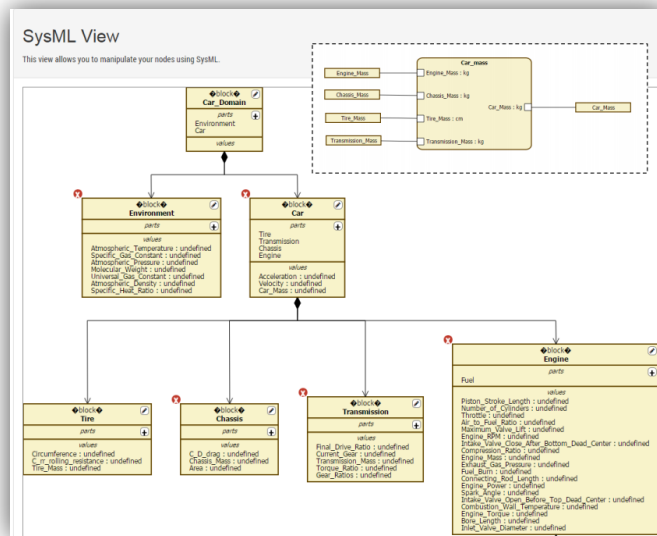 SysML View
This view allows you to manipulate your nodes using SysML.
Car_mass
Engine_Mass
Engine_Mass : kg
Chassis_Mass
Chassis_Mass : kg
Car_Mass : kg
Car_Mass
Tire_Mass
Tire_Mass : cm
Transmission_Mass
Transmission_Mass : kg
�block�
Car_Domain
parts
Environment
Car
values
�block�
Environment
parts
values
Atmospheric_Temperature : undefined
Specific_Gas_Constant : undefined
Atmospheric_Pressure : undefined
Molecular_Weight : undefined
Universal_Gas_Constant : undefined
Atmospheric_Density : undefined
Specific_Heat_Ratio : undefined
�block�
Car
parts
Tire
Transmission
Chassis
Engine
values
Acceleration : undefined
Velocity : undefined
Car_Mass : undefined
�block�
Tire
parts
values
Circumference : undefined
C_rr_rolling_resistance : undefined
Tire_Mass : undefined
�block�
Chassis
parts
values
C_D_drag : undefined
Chassis_Mass : undefined
Area : undefined
�block�
Transmission
parts
values
Final_Drive_Ratio : undefined
Current_Gear : undefined
Transmission_Mass : undefined
Torque_Ratio : undefined
Gear_Ratios : undefined
�block�
Engine
parts
Fuel
values
Piston_Stroke_Length : undefined
Number_of_Cylinders : undefined
Throttle : undefined
Air_to_Fuel_Ratio : undefined
Maximum_Valve_Lift : undefined
Engine_RPM : undefined
Intake_Valve_Close_After_Bottom_Dead_Center : undefined
Compression_Ratio : undefined
Engine_Mass : undefined
Exhaust_Gas_Pressure : undefined
Fuel_Burn : undefined
Connecting_Rod_Length : undefined
Engine_Power : undefined
Spark_Angle : undefined
Intake_Valve_Open_Before_Top_Dead_Center : undefined
Combustion_Wall_Temperature : undefined
Engine_Torque : undefined
Bore_Length : undefined
Inlet_Valve_Diameter : undefined